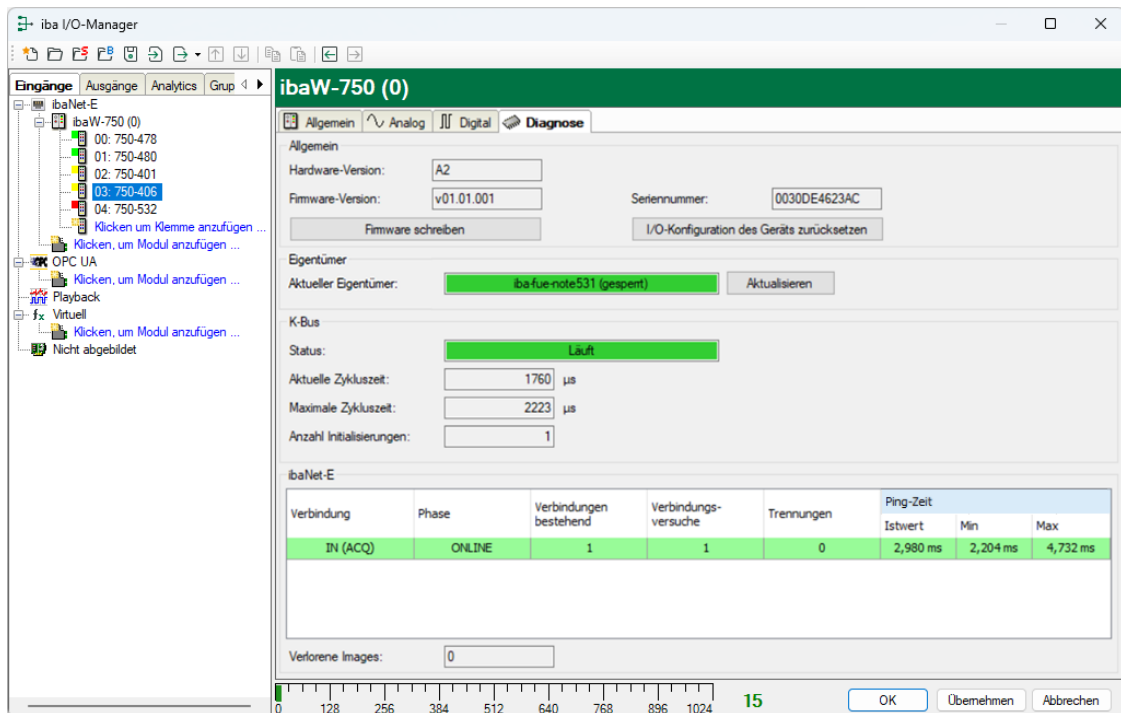 iba I/O-Manager
Eingänge Ausgänge Analytics Grup
ibaNet-E
ibaW-750 (0)
00: 750-478
01: 750-480
02: 750-401
03: 750-406
04: 750-532
Klicken um Klemme anzufügen ...
Klicken, um Modul anzufügen ...
OPC UA
Klicken, um Modul anzufügen ...
Playback
fx Virtuell
Klicken, um Modul anzufügen ...
Nicht abgebildet
ibaW-750 (0)
Allgemein Analog Digital Diagnose
Allgemein
Hardware-Version: A2
Firmware-Version: v01.01.001 Seriennummer: 0030DE4623AC
Firmware schreiben I/O-Konfiguration des Geräts zurücksetzen
Eigentümer
Aktueller Eigentümer: iba-fue-note531 (gesperrt) Aktualisieren
K-Bus
Status: Läuft
Aktuelle Zykluszeit: 1760 µs
Maximale Zykluszeit: 2223 µs
Anzahl Initialisierungen: 1
ibaNet-E
Verbindung Phase Verbindungen bestehend Verbindungs-versuche Trennungen Ping-Zeit
Istwert Min Max
IN (ACQ) ONLINE 1 1 0 2,980 ms 2,204 ms 4,732 ms
Verlorene Images: 0
0 128 256 384 512 640 768 896 1024 15
OK Übernehmen Abbrechen